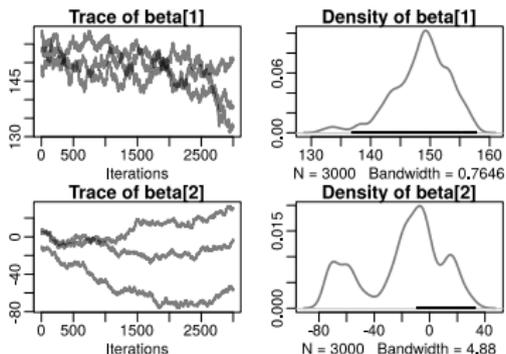 Trace of beta[1]
130 145
0 500 1500 2500
Iterations
Density of beta[1]
0.00 0.06
130 140 150 160
N = 3000 Bandwidth = 0.7646
Trace of beta[2]
-80 -40 0
0 500 1500 2500
Iterations
Density of beta[2]
0.000 0.015
-80 -40 0 40
N = 3000 Bandwidth = 4.88